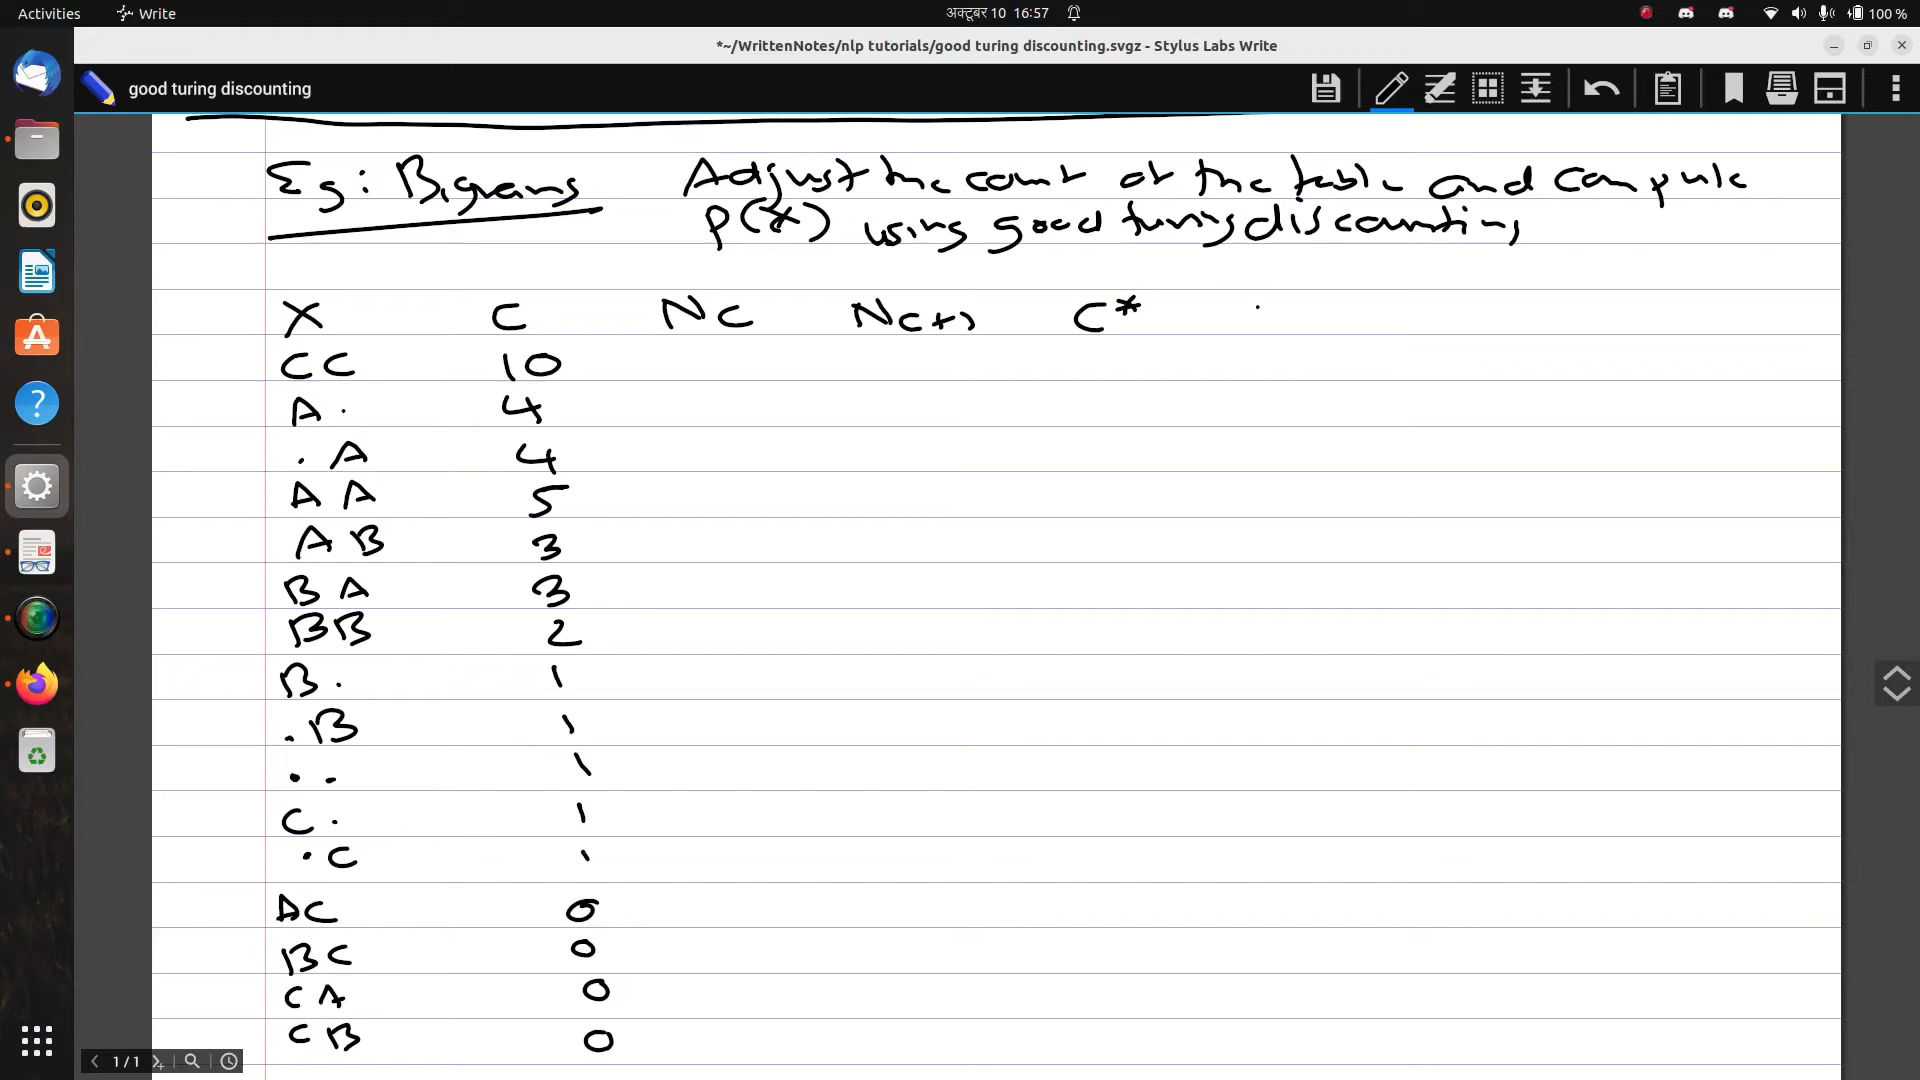 Activities Write अक्टूबर 10 16:57 100 %
*~/WrittenNotes/nlp tutorials/good turing discounting.svgz - Stylus Labs Write
good turing discounting
Eg: Bigrams Adjust the count of the table and compute
P(X) using good turing discounting
X C Nc Nc+1 C*
CC 10
A. 4
.A 4
AA 5
AB 3
BA 3
BB 2
B. 1
.B 1
.. 1
C. 1
.C 1
AC 0
BC 0
CA 0
CB 0
1 / 1